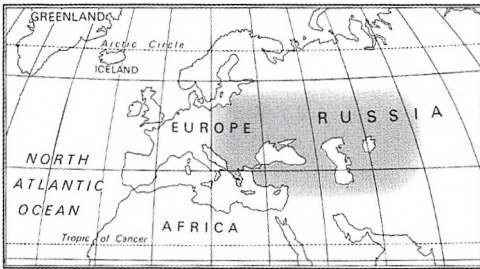 GREENLAND
Arctic Circle
ICELAND
RUSSIA
EUROPE
NORTH
ATLANTIC
OCEAN
AFRICA
Tropic of Cancer